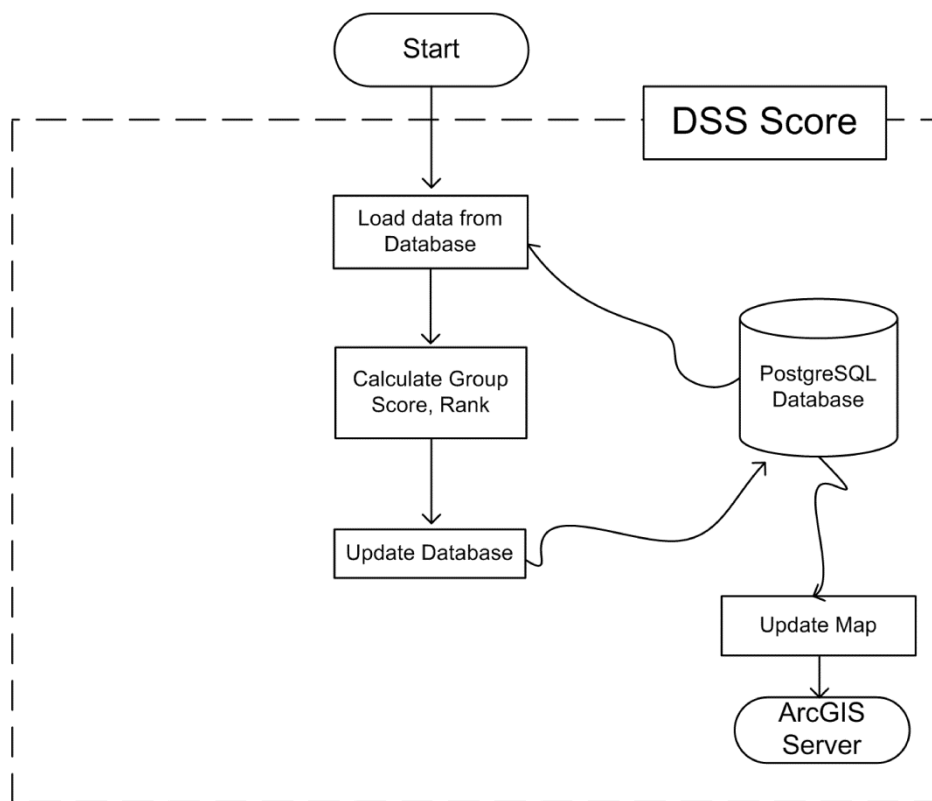 Start
DSS Score
Load data from
Database
PostgreSQL
Database
Calculate Group
Score, Rank
Update Database
Update Map
ArcGIS
Server